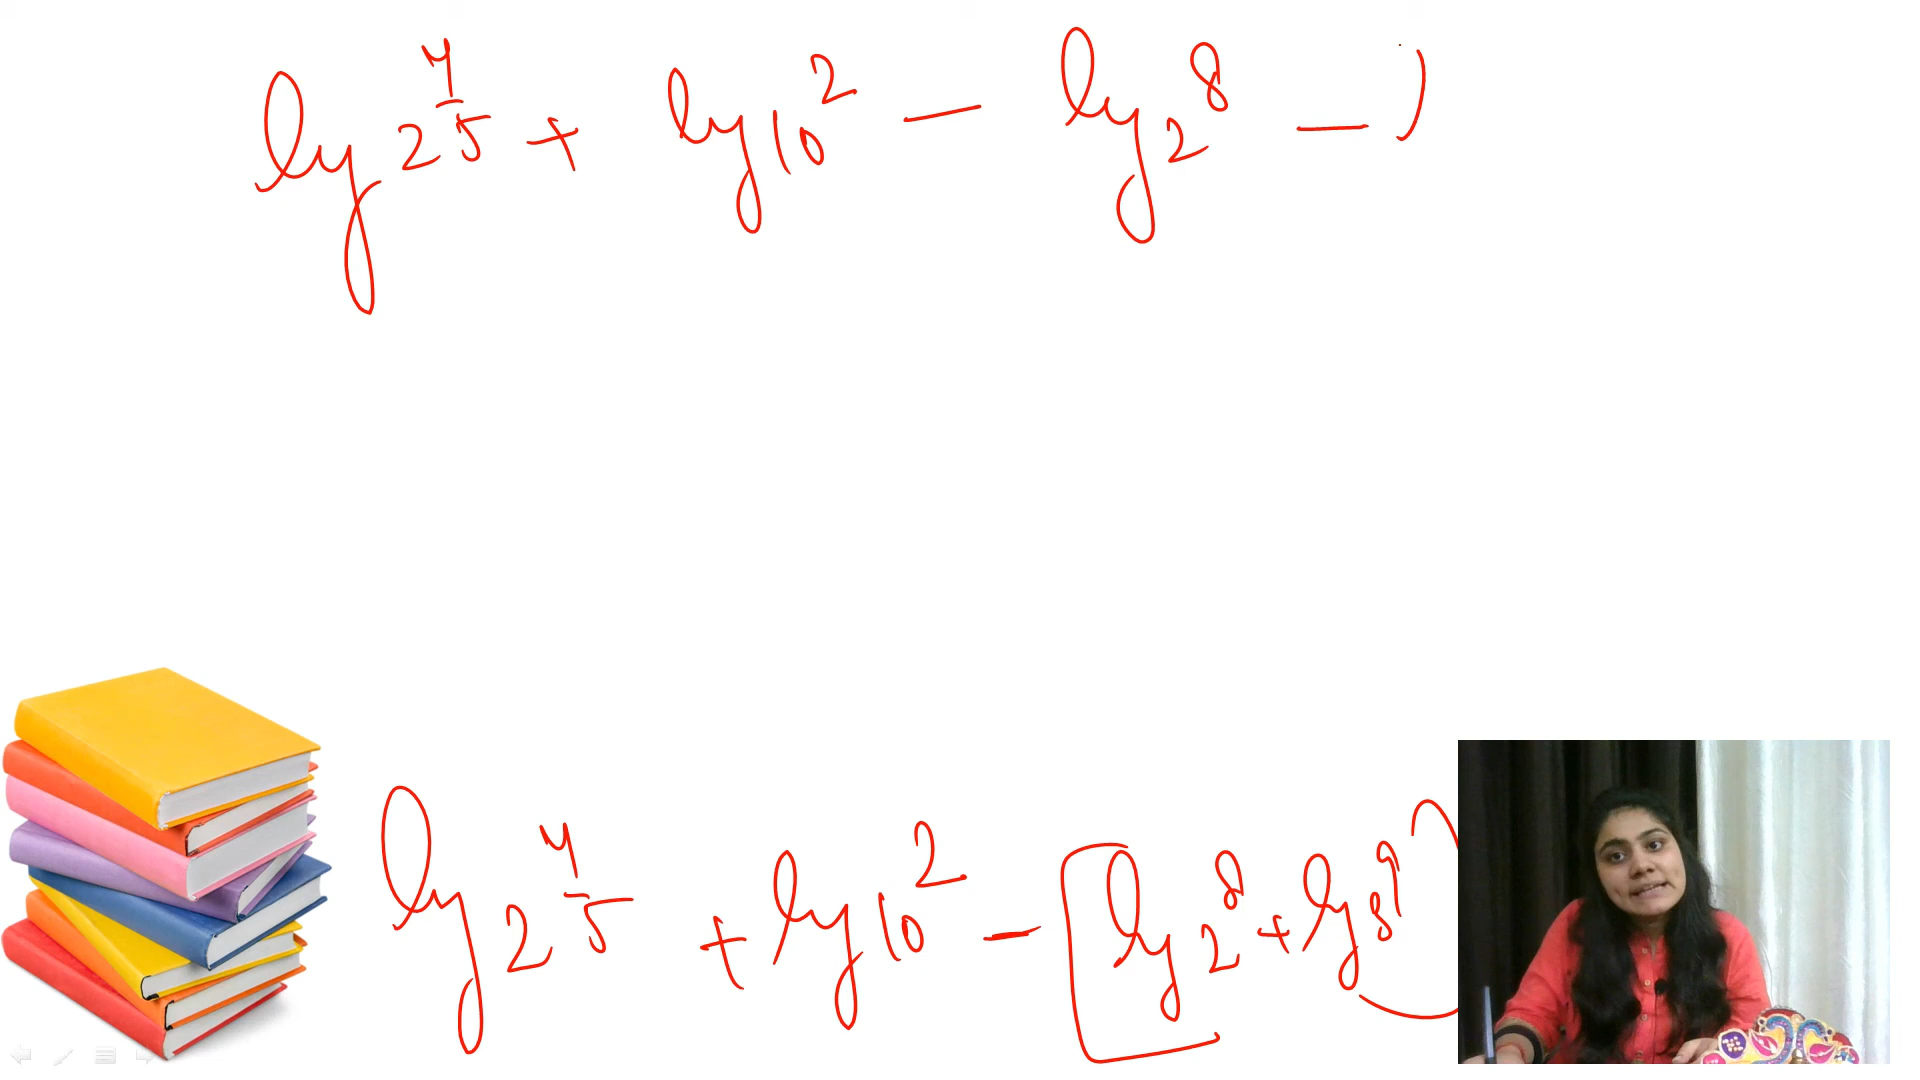 log 2^4/5 + log 10^2 - log 2^8 - )
log 2^4/5 + log 10^2 - [log 2^8 + log 8^9]